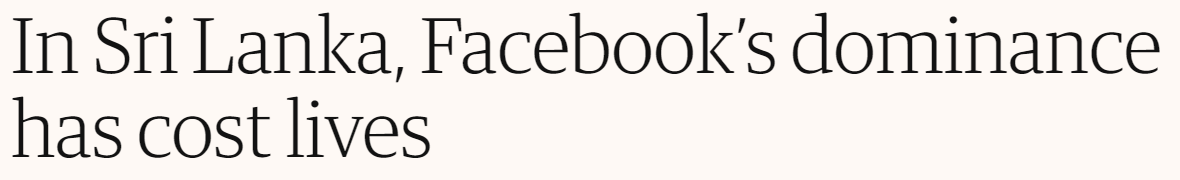 In Sri Lanka, Facebook’s dominance
has cost lives